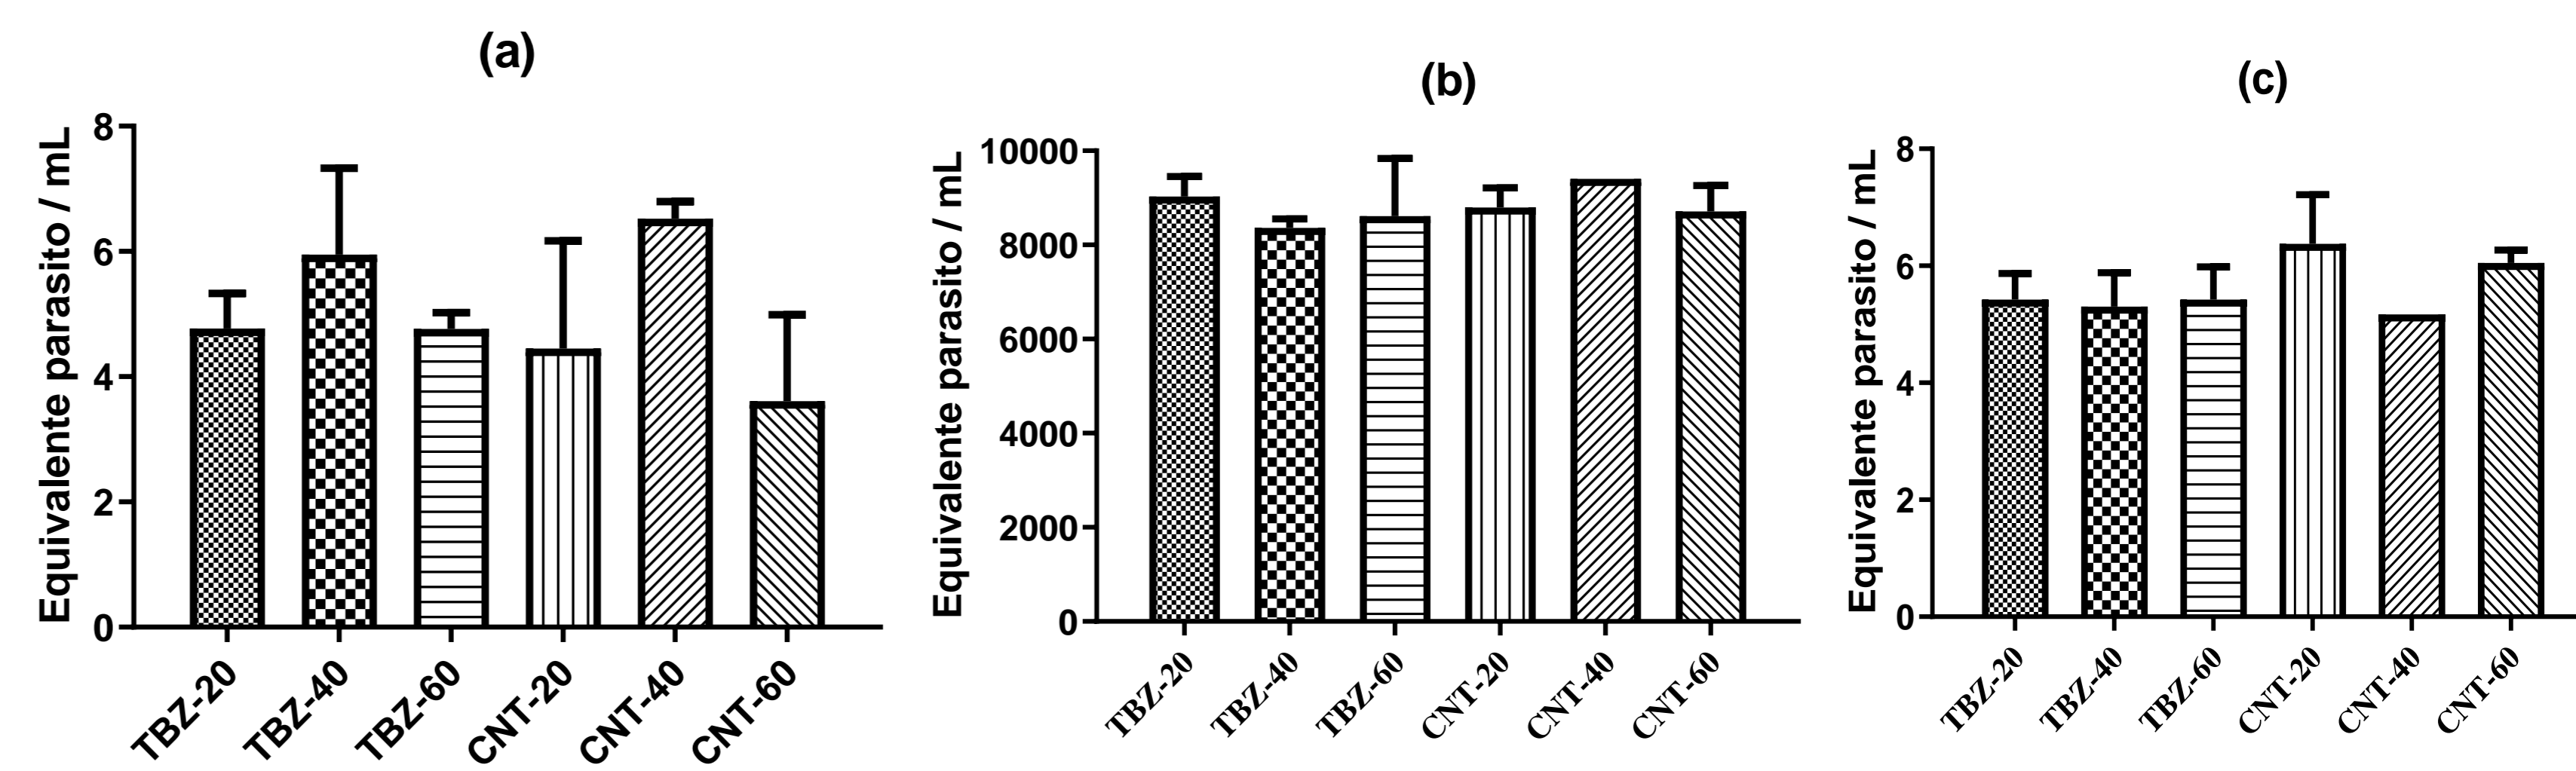 (a)
Equivalente parasito / mL
8
6
4
2
0
TBZ-20
TBZ-40
TBZ-60
CNT-20
CNT-40
CNT-60
(b)
Equivalente parasito / mL
10000
8000
6000
4000
2000
0
TBZ-20
TBZ-40
TBZ-60
CNT-20
CNT-40
CNT-60
(c)
Equivalente parasito / mL
8
6
4
2
0
TBZ-20
TBZ-40
TBZ-60
CNT-20
CNT-40
CNT-60